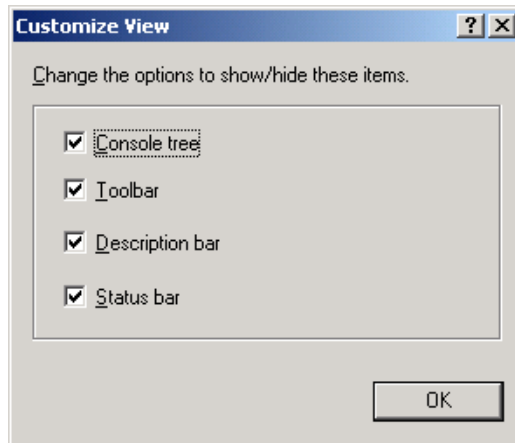 Customize View
Change the options to show/hide these items.
Console tree
Toolbar
Description bar
Status bar
OK